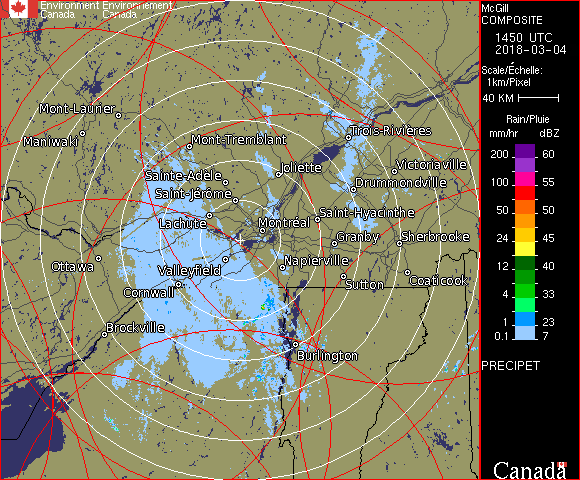 Environment Environnement
Canada Canada
McGill
COMPOSITE
1450 UTC
2018-03-04
Scale/Échelle:
1km/Pixel
40 KM
Rain/Pluie
mm/hr dBZ
200 60
100 55
50 50
24 45
12 40
4 33
1 23
0.1 7
PRECIPET
Canada
Mont-Laurier
Maniwaki
Mont-Tremblant
Trois-Rivières
Joliette
Victoriaville
Sainte-Adèle
Drummondville
Saint-Jérôme
Saint-Hyacinthe
Lachute
Montréal
Granby
Sherbrooke
Ottawa
Valleyfield
Napierville
Sutton
Coaticook
Cornwall
Brockville
Burlington